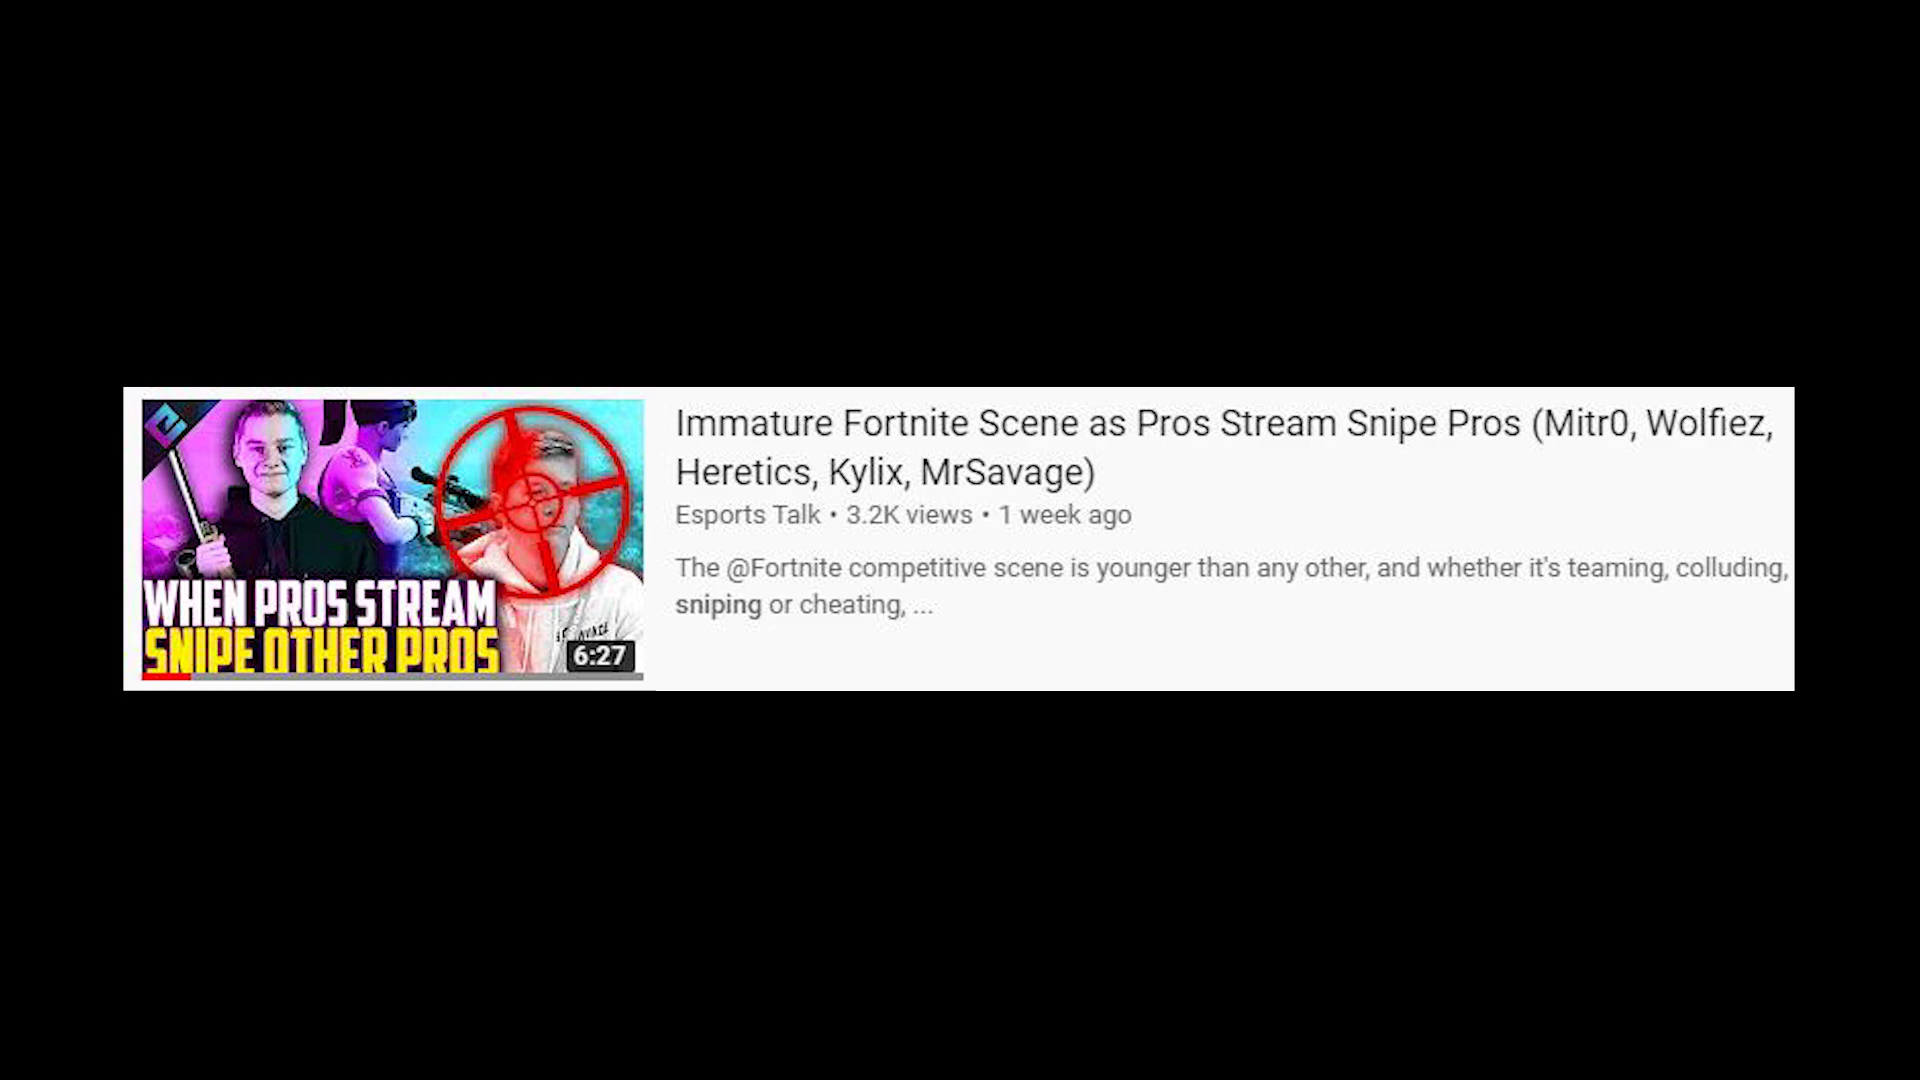 WHEN PROS STREAM
SNIPE OTHER PROS
6:27
Immature Fortnite Scene as Pros Stream Snipe Pros (Mitr0, Wolfiez,
Heretics, Kylix, MrSavage)
Esports Talk • 3.2K views • 1 week ago
The @Fortnite competitive scene is younger than any other, and whether it's teaming, colluding,
sniping or cheating, ...